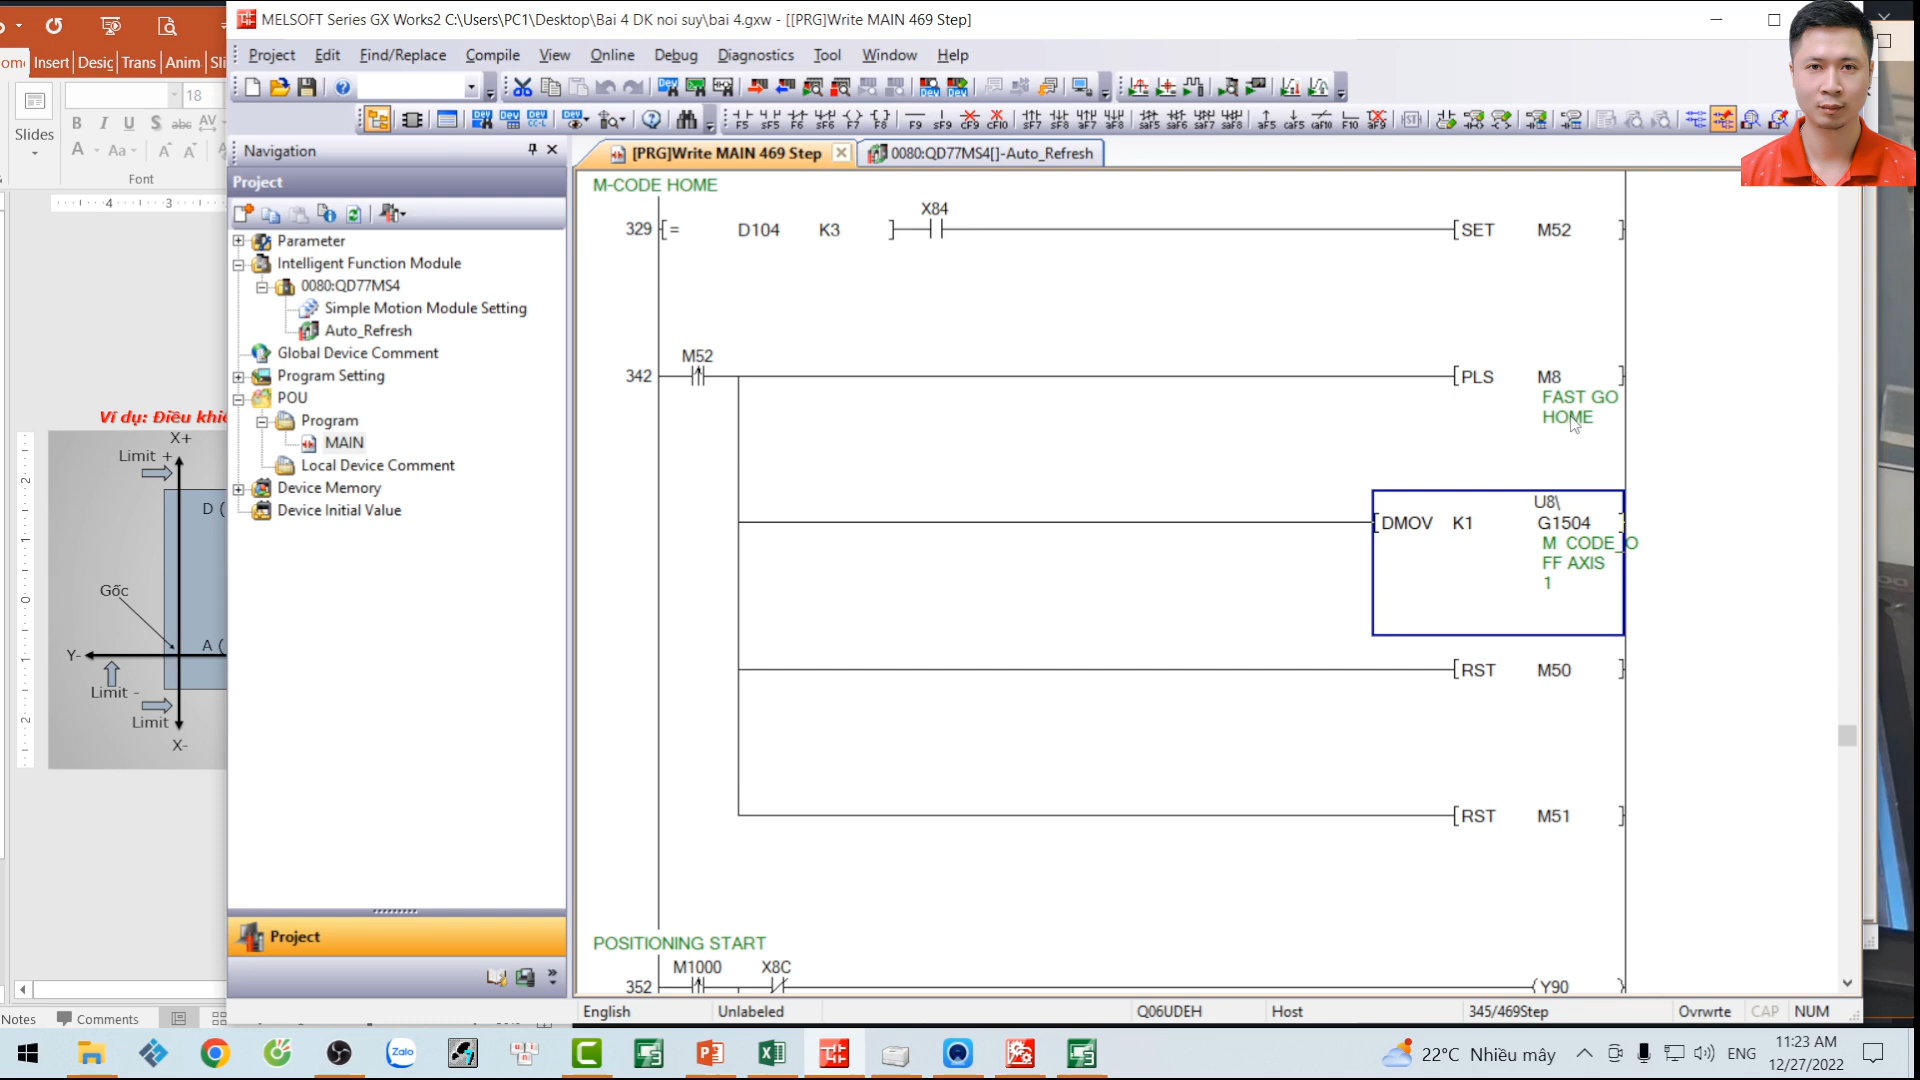 MELSOFT Series GX Works2 C:\Users\PC1\Desktop\Bai 4 DK noi suy\bai 4.gxw - [[PRG]Write MAIN 469 Step]
Project Edit Find/Replace Compile View Online Debug Diagnostics Tool Window Help
Insert Desig Trans Anim
18
Slides
Font
Navigation
Project
Parameter
Intelligent Function Module
0080:QD77MS4
Simple Motion Module Setting
Auto_Refresh
Global Device Comment
Program Setting
POU
Program
MAIN
Local Device Comment
Device Memory
Device Initial Value
Project
[PRG]Write MAIN 469 Step
0080:QD77MS4[]-Auto_Refresh
M-CODE HOME
X84
329 [= D104 K3 ] [SET M52 ]
M52
342 [PLS M8 ]
FAST GO
HOME
U8\
[DMOV K1 G1504 ]
M CODE_O
FF AXIS
1
[RST M50 ]
[RST M51 ]
POSITIONING START
M1000 X8C
352 (Y90 )
English Unlabeled Q06UDEH Host 345/469Step Ovrwrte CAP NUM
Ví dụ: Điều khiể
X+
Limit +
D (
Gốc
A (
Y-
Limit -
Limit
X-
Notes Comments
Zalo
22°C Nhiều mây
ENG
11:23 AM
12/27/2022